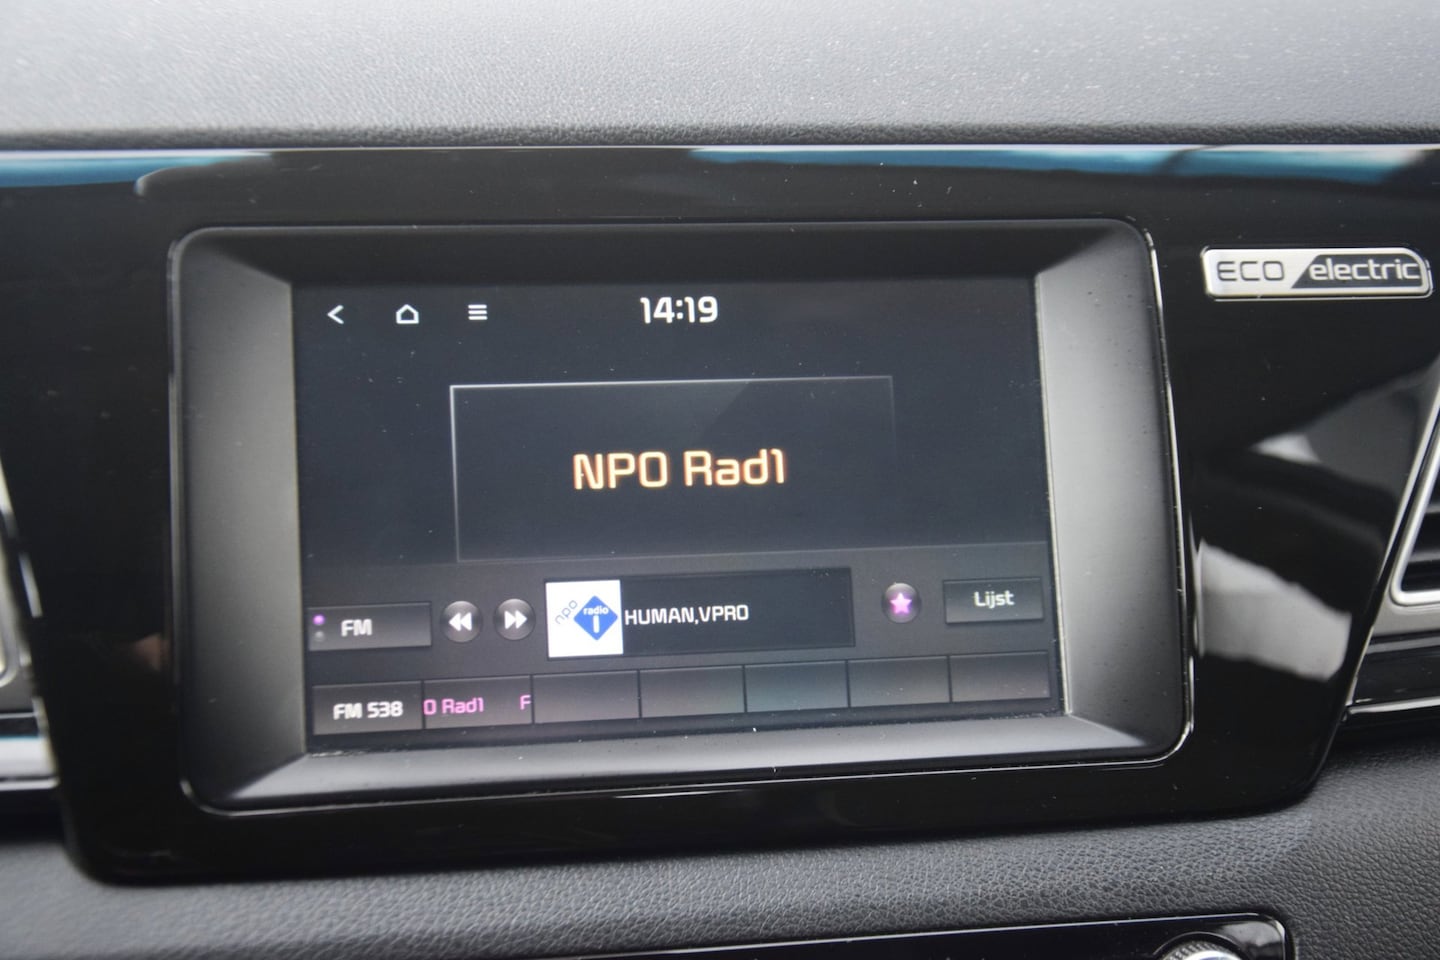 14:19
ECO electric
NPO Rad1
FM
npo radio 1
HUMAN,VPRO
Lijst
FM 538
O Rad1 F